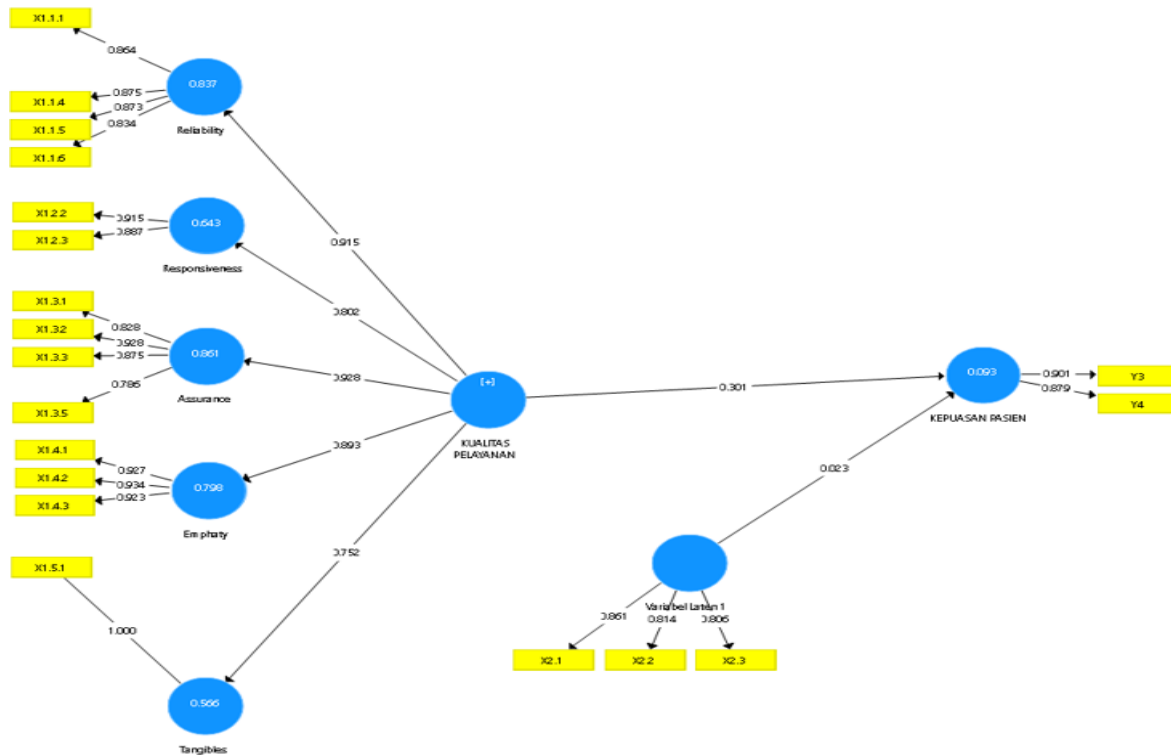 X1.1.1
0.864
0.837
X1.1.4
0.875
X1.1.5
0.873
0.834
X1.1.6
Reliability
X1.2.2
0.915
X1.2.3
0.887
0.643
Responsiveness
0.915
0.802
X1.3.1
0.828
X1.3.2
0.928
X1.3.3
0.875
0.861
X1.3.5
0.786
Assurance
0.928
[+]
KUALITAS
PELAYANAN
0.301
0.093
KEPUASAN PASIEN
0.901
Y3
0.879
Y4
X1.4.1
0.927
X1.4.2
0.934
X1.4.3
0.923
0.798
Emphaty
0.893
0.023
X1.5.1
1.000
0.752
0.566
Tangibles
Variabel Laten 1
0.861
0.814
0.806
X2.1
X2.2
X2.3